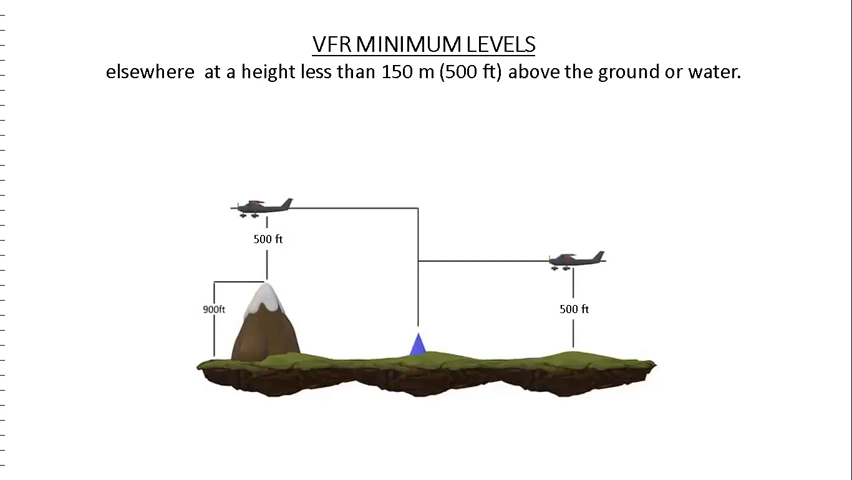 VFR MINIMUM LEVELS
elsewhere at a height less than 150 m (500 ft) above the ground or water.
500 ft
900ft
500 ft